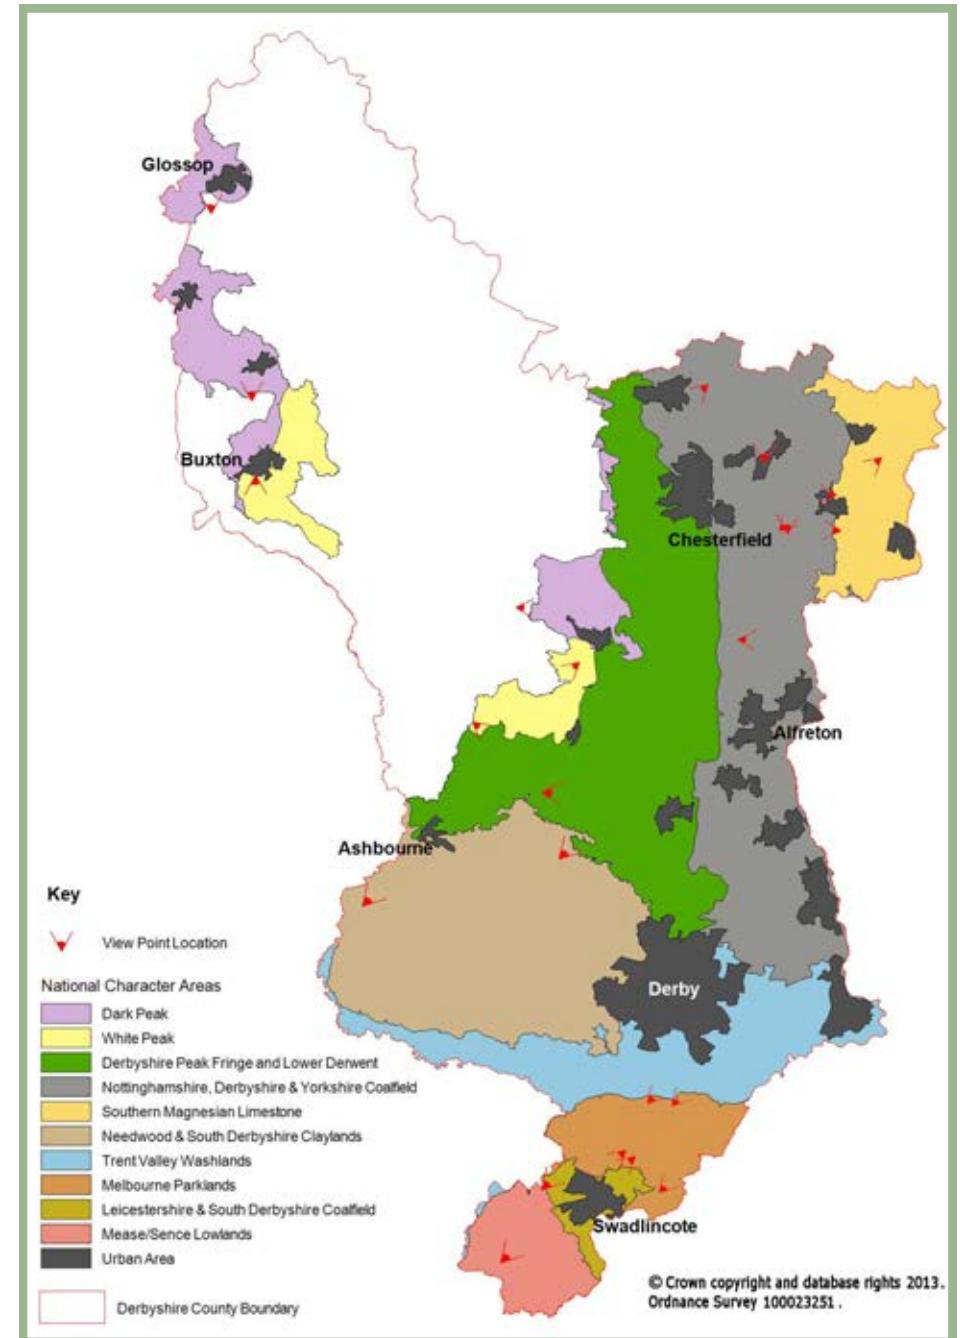 Glossop
Buxton
Chesterfield
Alfreton
Ashbourne
Derby
Swadlincote
Key
View Point Location
National Character Areas
Dark Peak
White Peak
Derbyshire Peak Fringe and Lower Derwent
Nottinghamshire, Derbyshire & Yorkshire Coalfield
Southern Magnesian Limestone
Needwood & South Derbyshire Claylands
Trent Valley Washlands
Melbourne Parklands
Leicestershire & South Derbyshire Coalfield
Mease/Sence Lowlands
Urban Area
Derbyshire County Boundary
© Crown copyright and database rights 2013.
Ordnance Survey 100023251.